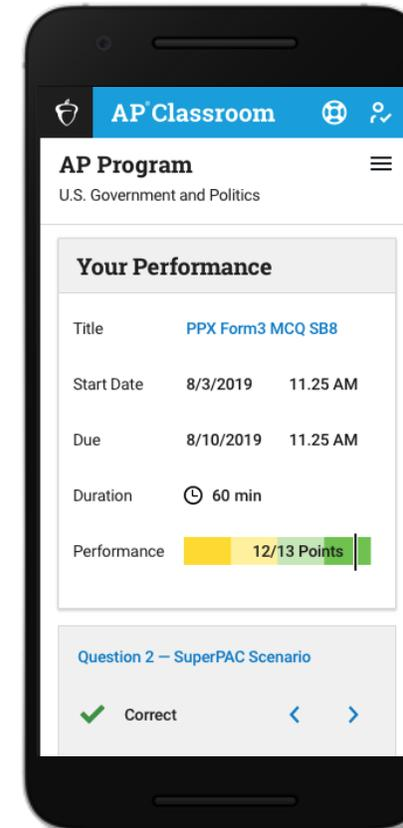 AP® Classroom
AP Program
U.S. Government and Politics
Your Performance
Title PPX Form3 MCQ SB8
Start Date 8/3/2019 11.25 AM
Due 8/10/2019 11.25 AM
Duration 60 min
Performance 12/13 Points
Question 2 — SuperPAC Scenario
Correct